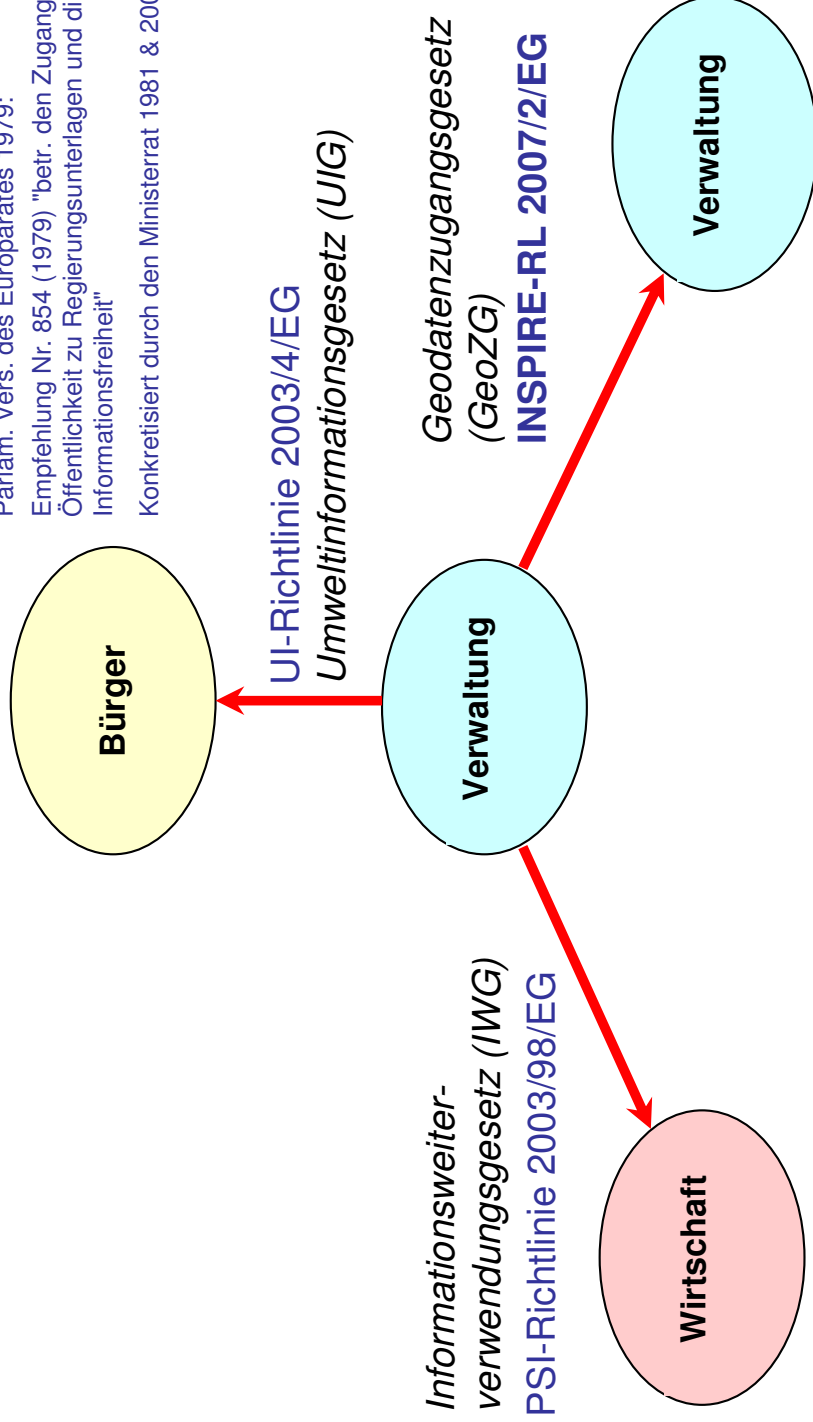 Parlam. Vers. des Europarates 1979:
Empfehlung Nr. 854 (1979) "betr. den Zugang
Öffentlichkeit zu Regierungsunterlagen und di
Informationsfreiheit"
Konkretisiert durch den Ministerrat 1981 & 200
Bürger
UI-Richtlinie 2003/4/EG
Umweltinformationsgesetz (UIG)
Informationsweiter-
verwendungsgesetz (IWG)
PSI-Richtlinie 2003/98/EG
Verwaltung
Geodatenzugangsgesetz
(GeoZG)
INSPIRE-RL 2007/2/EG
Wirtschaft
Verwaltung